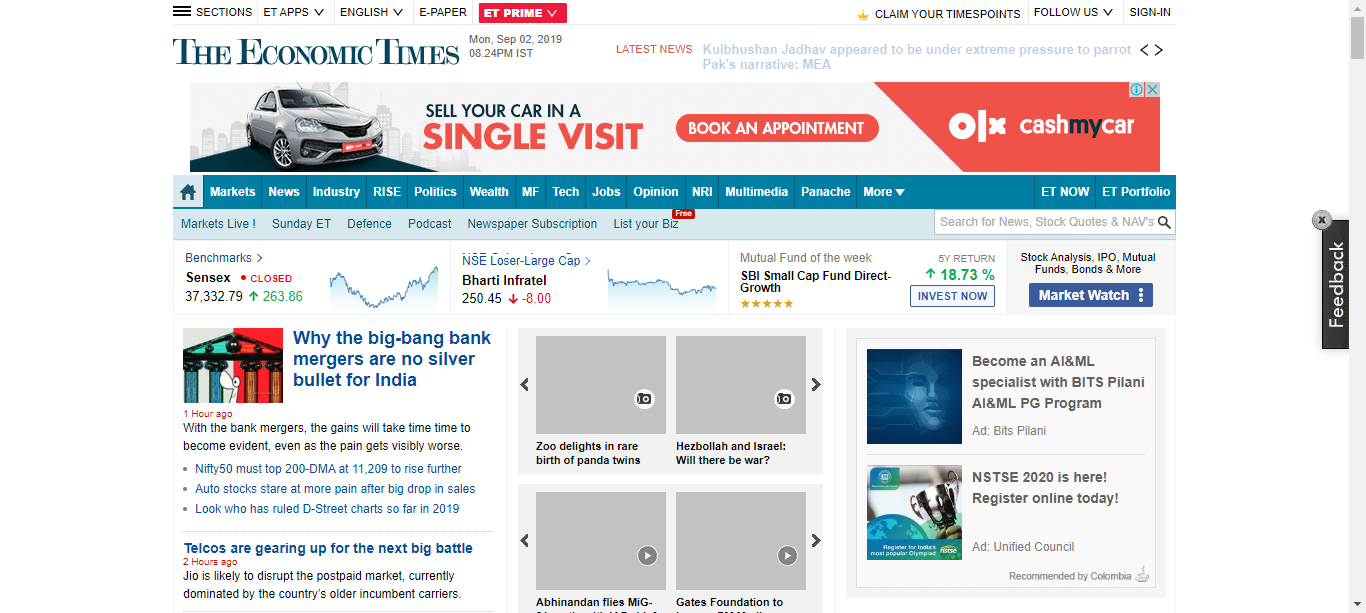 SECTIONS ET APPS ENGLISH E-PAPER ET PRIME CLAIM YOUR TIMESPOINTS FOLLOW US SIGN-IN
THE ECONOMIC TIMES
Mon, Sep 02, 2019
08.24PM IST
LATEST NEWS Kulbhushan Jadhav appeared to be under extreme pressure to parrot
Pak's narrative: MEA
SELL YOUR CAR IN A
SINGLE VISIT
BOOK AN APPOINTMENT
olx cashmycar
Markets News Industry RISE Politics Wealth MF Tech Jobs Opinion NRI Multimedia Panache More ET NOW ET Portfolio
Markets Live ! Sunday ET Defence Podcast Newspaper Subscription List your Biz Free
Search for News, Stock Quotes & NAV's
Feedback
Benchmarks
Sensex CLOSED
37,332.79 263.86
NSE Loser-Large Cap
Bharti Infratel
250.45 -8.00
Mutual Fund of the week
SBI Small Cap Fund Direct-
Growth
5Y RETURN
18.73 %
INVEST NOW
Stock Analysis, IPO, Mutual
Funds, Bonds & More
Market Watch
Why the big-bang bank
mergers are no silver
bullet for India
1 Hour ago
With the bank mergers, the gains will take time time to
become evident, even as the pain gets visibly worse.
Nifty50 must top 200-DMA at 11,209 to rise further
Auto stocks stare at more pain after big drop in sales
Look who has ruled D-Street charts so far in 2019
Telcos are gearing up for the next big battle
2 Hours ago
Jio is likely to disrupt the postpaid market, currently
dominated by the country's older incumbent carriers.
Zoo delights in rare
birth of panda twins
Hezbollah and Israel:
Will there be war?
Abhinandan flies MiG-
Gates Foundation to
Become an AI&ML
specialist with BITS Pilani
AI&ML PG Program
Ad: Bits Pilani
Register for India's
most popular Olympiad
nstse
NSTSE 2020 is here!
Register online today!
Ad: Unified Council
Recommended by Colombia